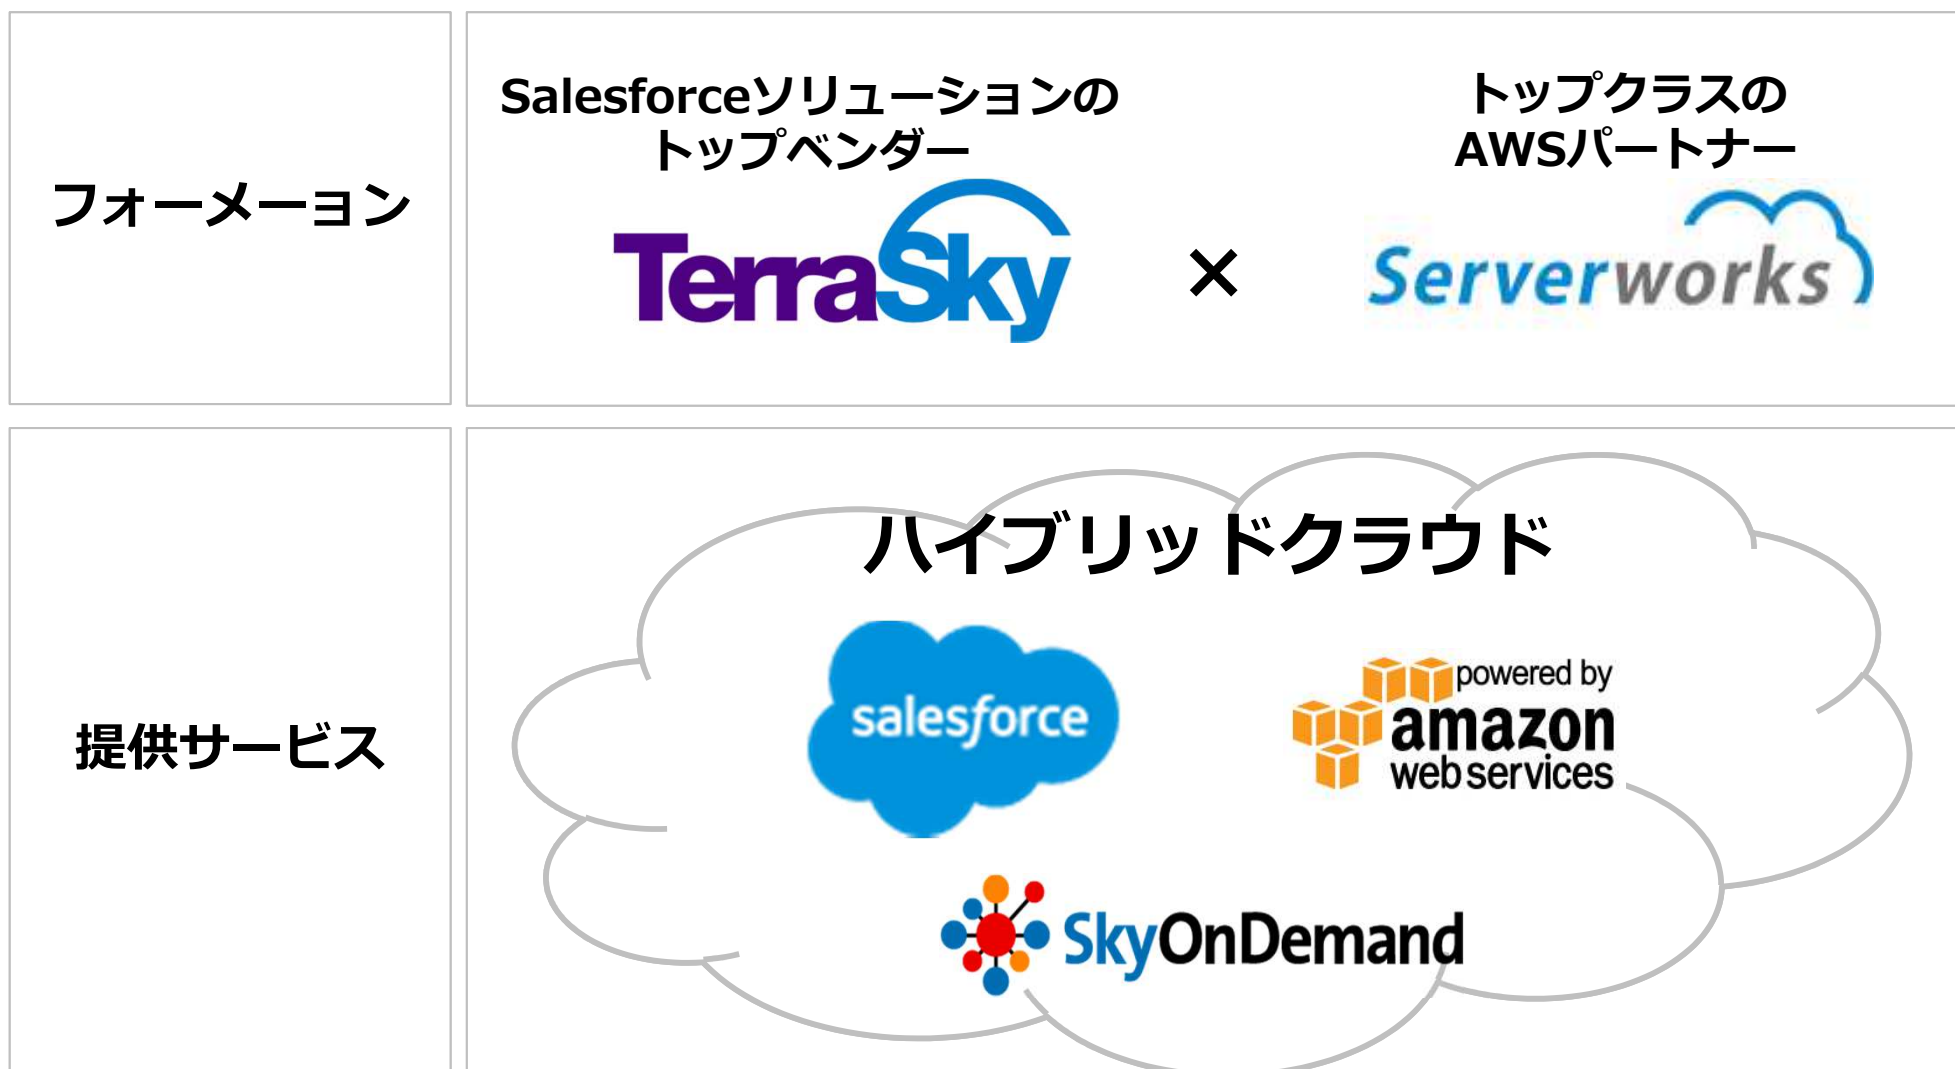 フォーメーョン
Salesforceソリューションの
トップベンダー
TerraSky
×
トップクラスの
AWSパートナー
Serverworks
提供サービス
ハイブリッドクラウド
salesforce
powered by
amazon
web services
SkyOnDemand